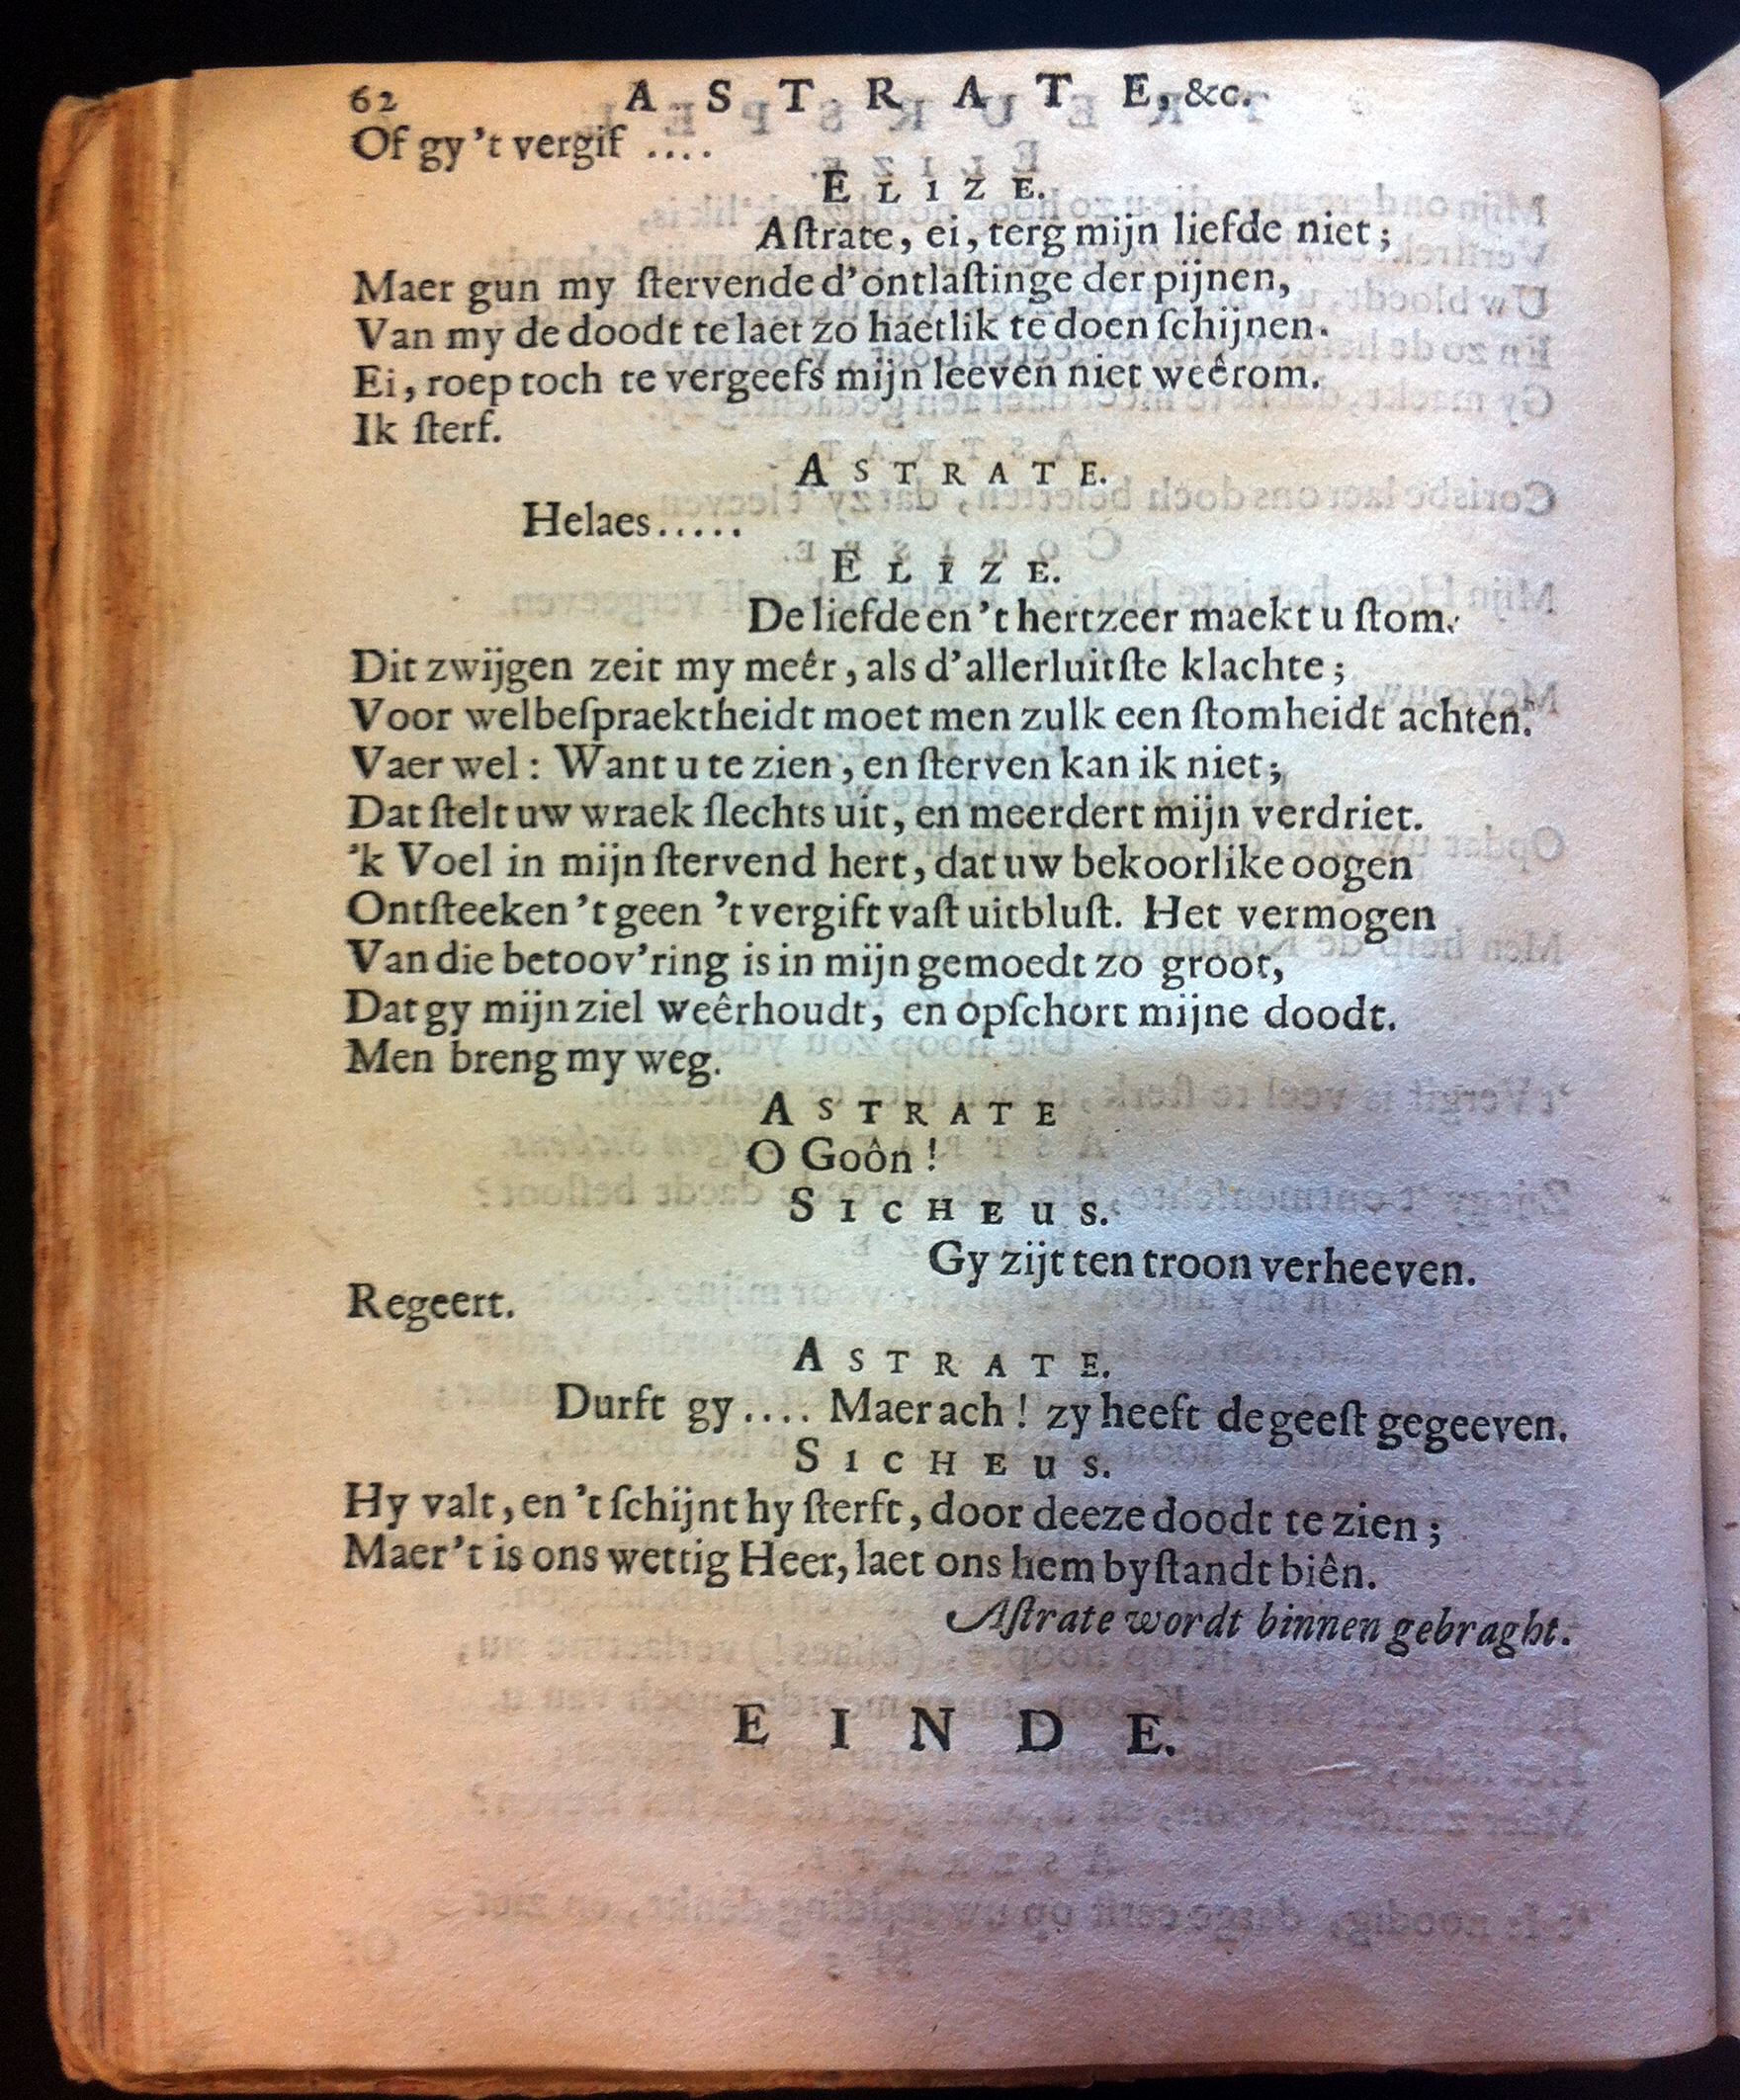 62 ASTRATE, &c.
Of gy 't vergif ....
ELIZE.
Aſtrate, ei, terg mijn liefde niet;
Maer gun my ſtervende d'ontlaſtinge der pijnen,
Van my de doodt te laet zo haetlik te doen ſchijnen.
Ei, roep toch te vergeefs mijn leeven niet weêrom.
Ik ſterf.
ASTRATE.
Helaes.....
ELIZE.
De liefde en 't hertzeer maekt u ſtom.
Dit zwijgen zeit my meêr, als d'allerluitſte klachte;
Voor welbeſpraektheidt moet men zulk een ſtomheidt achten.
Vaer wel: Want u te zien, en ſterven kan ik niet;
Dat ſtelt uw wraek ſlechts uit, en meerdert mijn verdriet.
'k Voel in mijn ſtervend hert, dat uw bekoorlike oogen
Ontſteeken 't geen 't vergift vaſt uitbluſt. Het vermogen
Van die betoov'ring is in mijn gemoedt zo groot,
Dat gy mijn ziel weêrhoudt, en opſchort mijne doodt.
Men breng my weg.
ASTRATE
O Goôn!
SICHEUS.
Gy zijt ten troon verheeven.
Regeert.
ASTRATE.
Durft gy.... Maer ach! zy heeft de geeſt gegeeven.
SICHEUS.
Hy valt, en 't ſchijnt hy ſterft, door deeze doodt te zien;
Maer 't is ons wettig Heer, laet ons hem byſtandt biên.
Aſtrate wordt binnen gebraght.
EINDE.